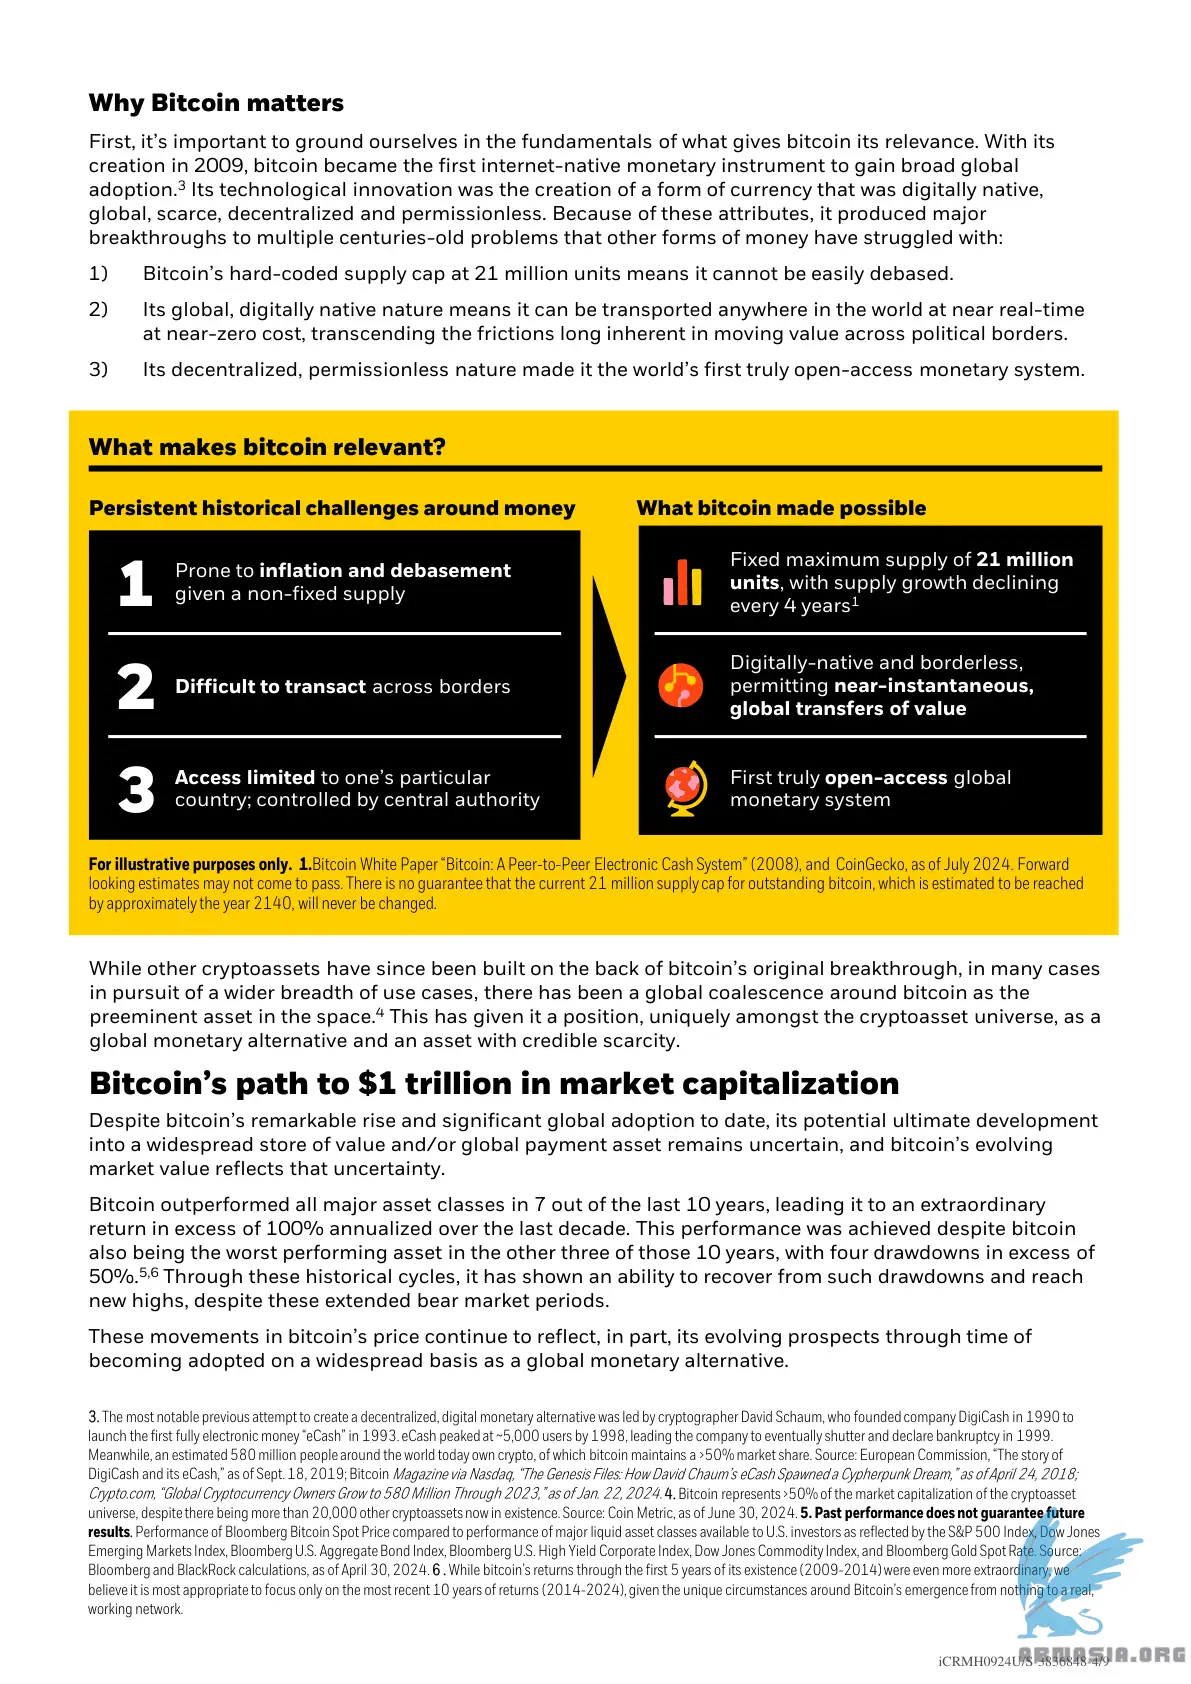 Why Bitcoin matters
First, it’s important to ground ourselves in the fundamentals of what gives bitcoin its relevance. With its
creation in 2009, bitcoin became the first internet-native monetary instrument to gain broad global
adoption.3 Its technological innovation was the creation of a form of currency that was digitally native,
global, scarce, decentralized and permissionless. Because of these attributes, it produced major
breakthroughs to multiple centuries-old problems that other forms of money have struggled with:
1) Bitcoin’s hard-coded supply cap at 21 million units means it cannot be easily debased.
2) Its global, digitally native nature means it can be transported anywhere in the world at near real-time
at near-zero cost, transcending the frictions long inherent in moving value across political borders.
3) Its decentralized, permissionless nature made it the world’s first truly open-access monetary system.
What makes bitcoin relevant?
Persistent historical challenges around money
1
Prone to inflation and debasement
given a non-fixed supply
2
Difficult to transact across borders
3
Access limited to one’s particular
country; controlled by central authority
What bitcoin made possible
Fixed maximum supply of 21 million
units, with supply growth declining
every 4 years1
Digitally-native and borderless,
permitting near-instantaneous,
global transfers of value
First truly open-access global
monetary system
For illustrative purposes only. 1.Bitcoin White Paper “Bitcoin: A Peer-to-Peer Electronic Cash System” (2008), and CoinGecko, as of July 2024. Forward
looking estimates may not come to pass. There is no guarantee that the current 21 million supply cap for outstanding bitcoin, which is estimated to be reached
by approximately the year 2140, will never be changed.
While other cryptoassets have since been built on the back of bitcoin’s original breakthrough, in many cases
in pursuit of a wider breadth of use cases, there has been a global coalescence around bitcoin as the
preeminent asset in the space.4 This has given it a position, uniquely amongst the cryptoasset universe, as a
global monetary alternative and an asset with credible scarcity.
Bitcoin’s path to $1 trillion in market capitalization
Despite bitcoin’s remarkable rise and significant global adoption to date, its potential ultimate development
into a widespread store of value and/or global payment asset remains uncertain, and bitcoin’s evolving
market value reflects that uncertainty.
Bitcoin outperformed all major asset classes in 7 out of the last 10 years, leading it to an extraordinary
return in excess of 100% annualized over the last decade. This performance was achieved despite bitcoin
also being the worst performing asset in the other three of those 10 years, with four drawdowns in excess of
50%.5,6 Through these historical cycles, it has shown an ability to recover from such drawdowns and reach
new highs, despite these extended bear market periods.
These movements in bitcoin’s price continue to reflect, in part, its evolving prospects through time of
becoming adopted on a widespread basis as a global monetary alternative.
3. The most notable previous attempt to create a decentralized, digital monetary alternative was led by cryptographer David Schaum, who founded company DigiCash in 1990 to
launch the first fully electronic money “eCash” in 1993. eCash peaked at ~5,000 users by 1998, leading the company to eventually shutter and declare bankruptcy in 1999.
Meanwhile, an estimated 580 million people around the world today own crypto, of which bitcoin maintains a >50% market share. Source: European Commission, “The story of
DigiCash and its eCash,” as of Sept. 18, 2019; Bitcoin Magazine via Nasdaq, “The Genesis Files: How David Chaum’s eCash Spawned a Cypherpunk Dream,” as of April 24, 2018;
Crypto.com, “Global Cryptocurrency Owners Grow to 580 Million Through 2023,” as of Jan. 22, 2024. 4. Bitcoin represents >50% of the market capitalization of the cryptoasset
universe, despite there being more than 20,000 other cryptoassets now in existence. Source: Coin Metric, as of June 30, 2024. 5. Past performance does not guarantee future
results. Performance of Bloomberg Bitcoin Spot Price compared to performance of major liquid asset classes available to U.S. investors as reflected by the S&P 500 Index, Dow Jones
Emerging Markets Index, Bloomberg U.S. Aggregate Bond Index, Bloomberg U.S. High Yield Corporate Index, Dow Jones Commodity Index, and Bloomberg Gold Spot Rate. Source:
Bloomberg and BlackRock calculations, as of April 30, 2024. 6 . While bitcoin’s returns through the first 5 years of its existence (2009-2014) were even more extraordinary, we
believe it is most appropriate to focus only on the most recent 10 years of returns (2014-2024), given the unique circumstances around Bitcoin’s emergence from nothing to a real,
working network.
ARMASIA.ORG
iCRMH0924U/S-3836848-4/9